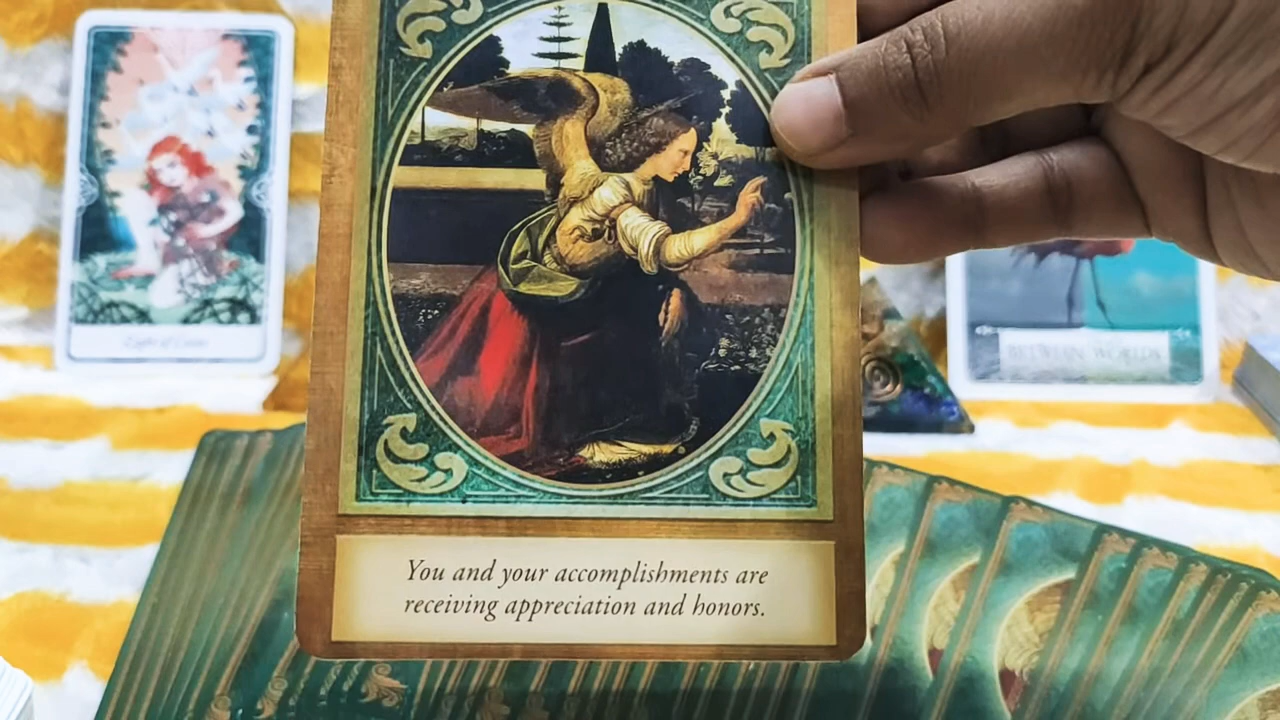 You and your accomplishments are
receiving appreciation and honors.
BETWEEN WORLDS